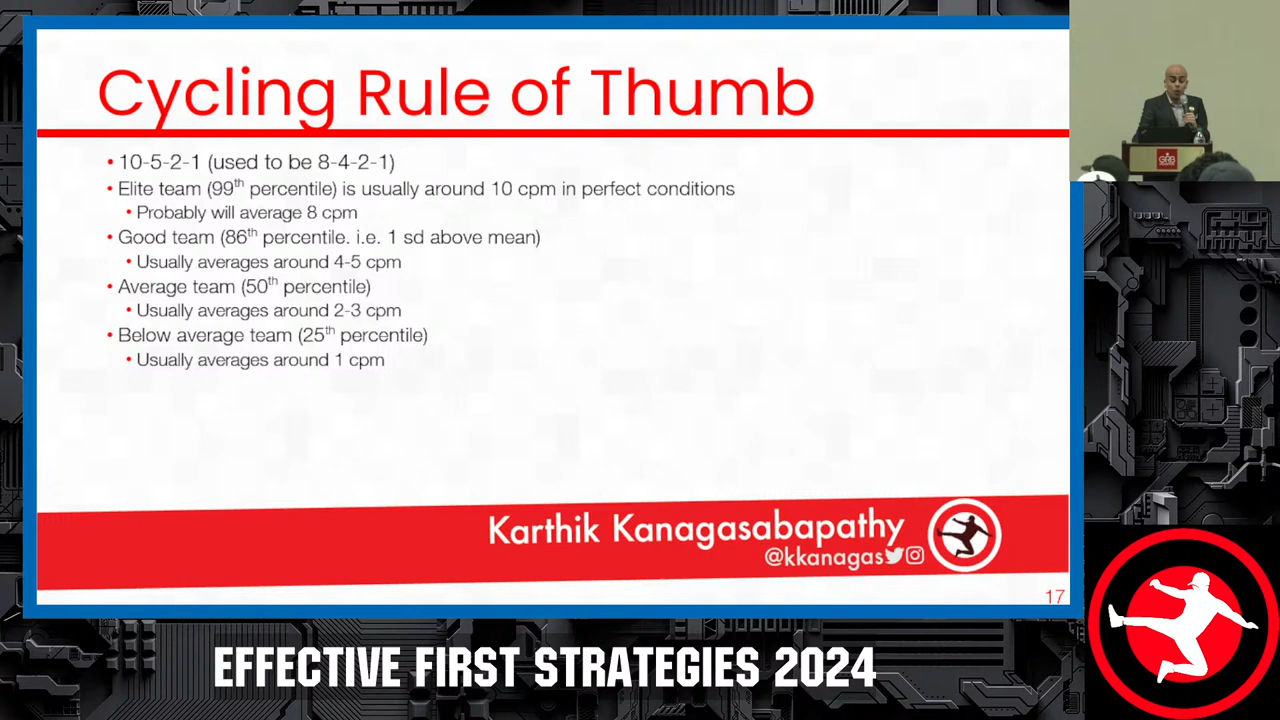 Cycling Rule of Thumb
• 10-5-2-1 (used to be 8-4-2-1)
• Elite team (99th percentile) is usually around 10 cpm in perfect conditions
• Probably will average 8 cpm
• Good team (86th percentile. i.e. 1 sd above mean)
• Usually averages around 4-5 cpm
• Average team (50th percentile)
• Usually averages around 2-3 cpm
• Below average team (25th percentile)
• Usually averages around 1 cpm
Karthik Kanagasabapathy
@kkanagas
17
EFFECTIVE FIRST STRATEGIES 2024